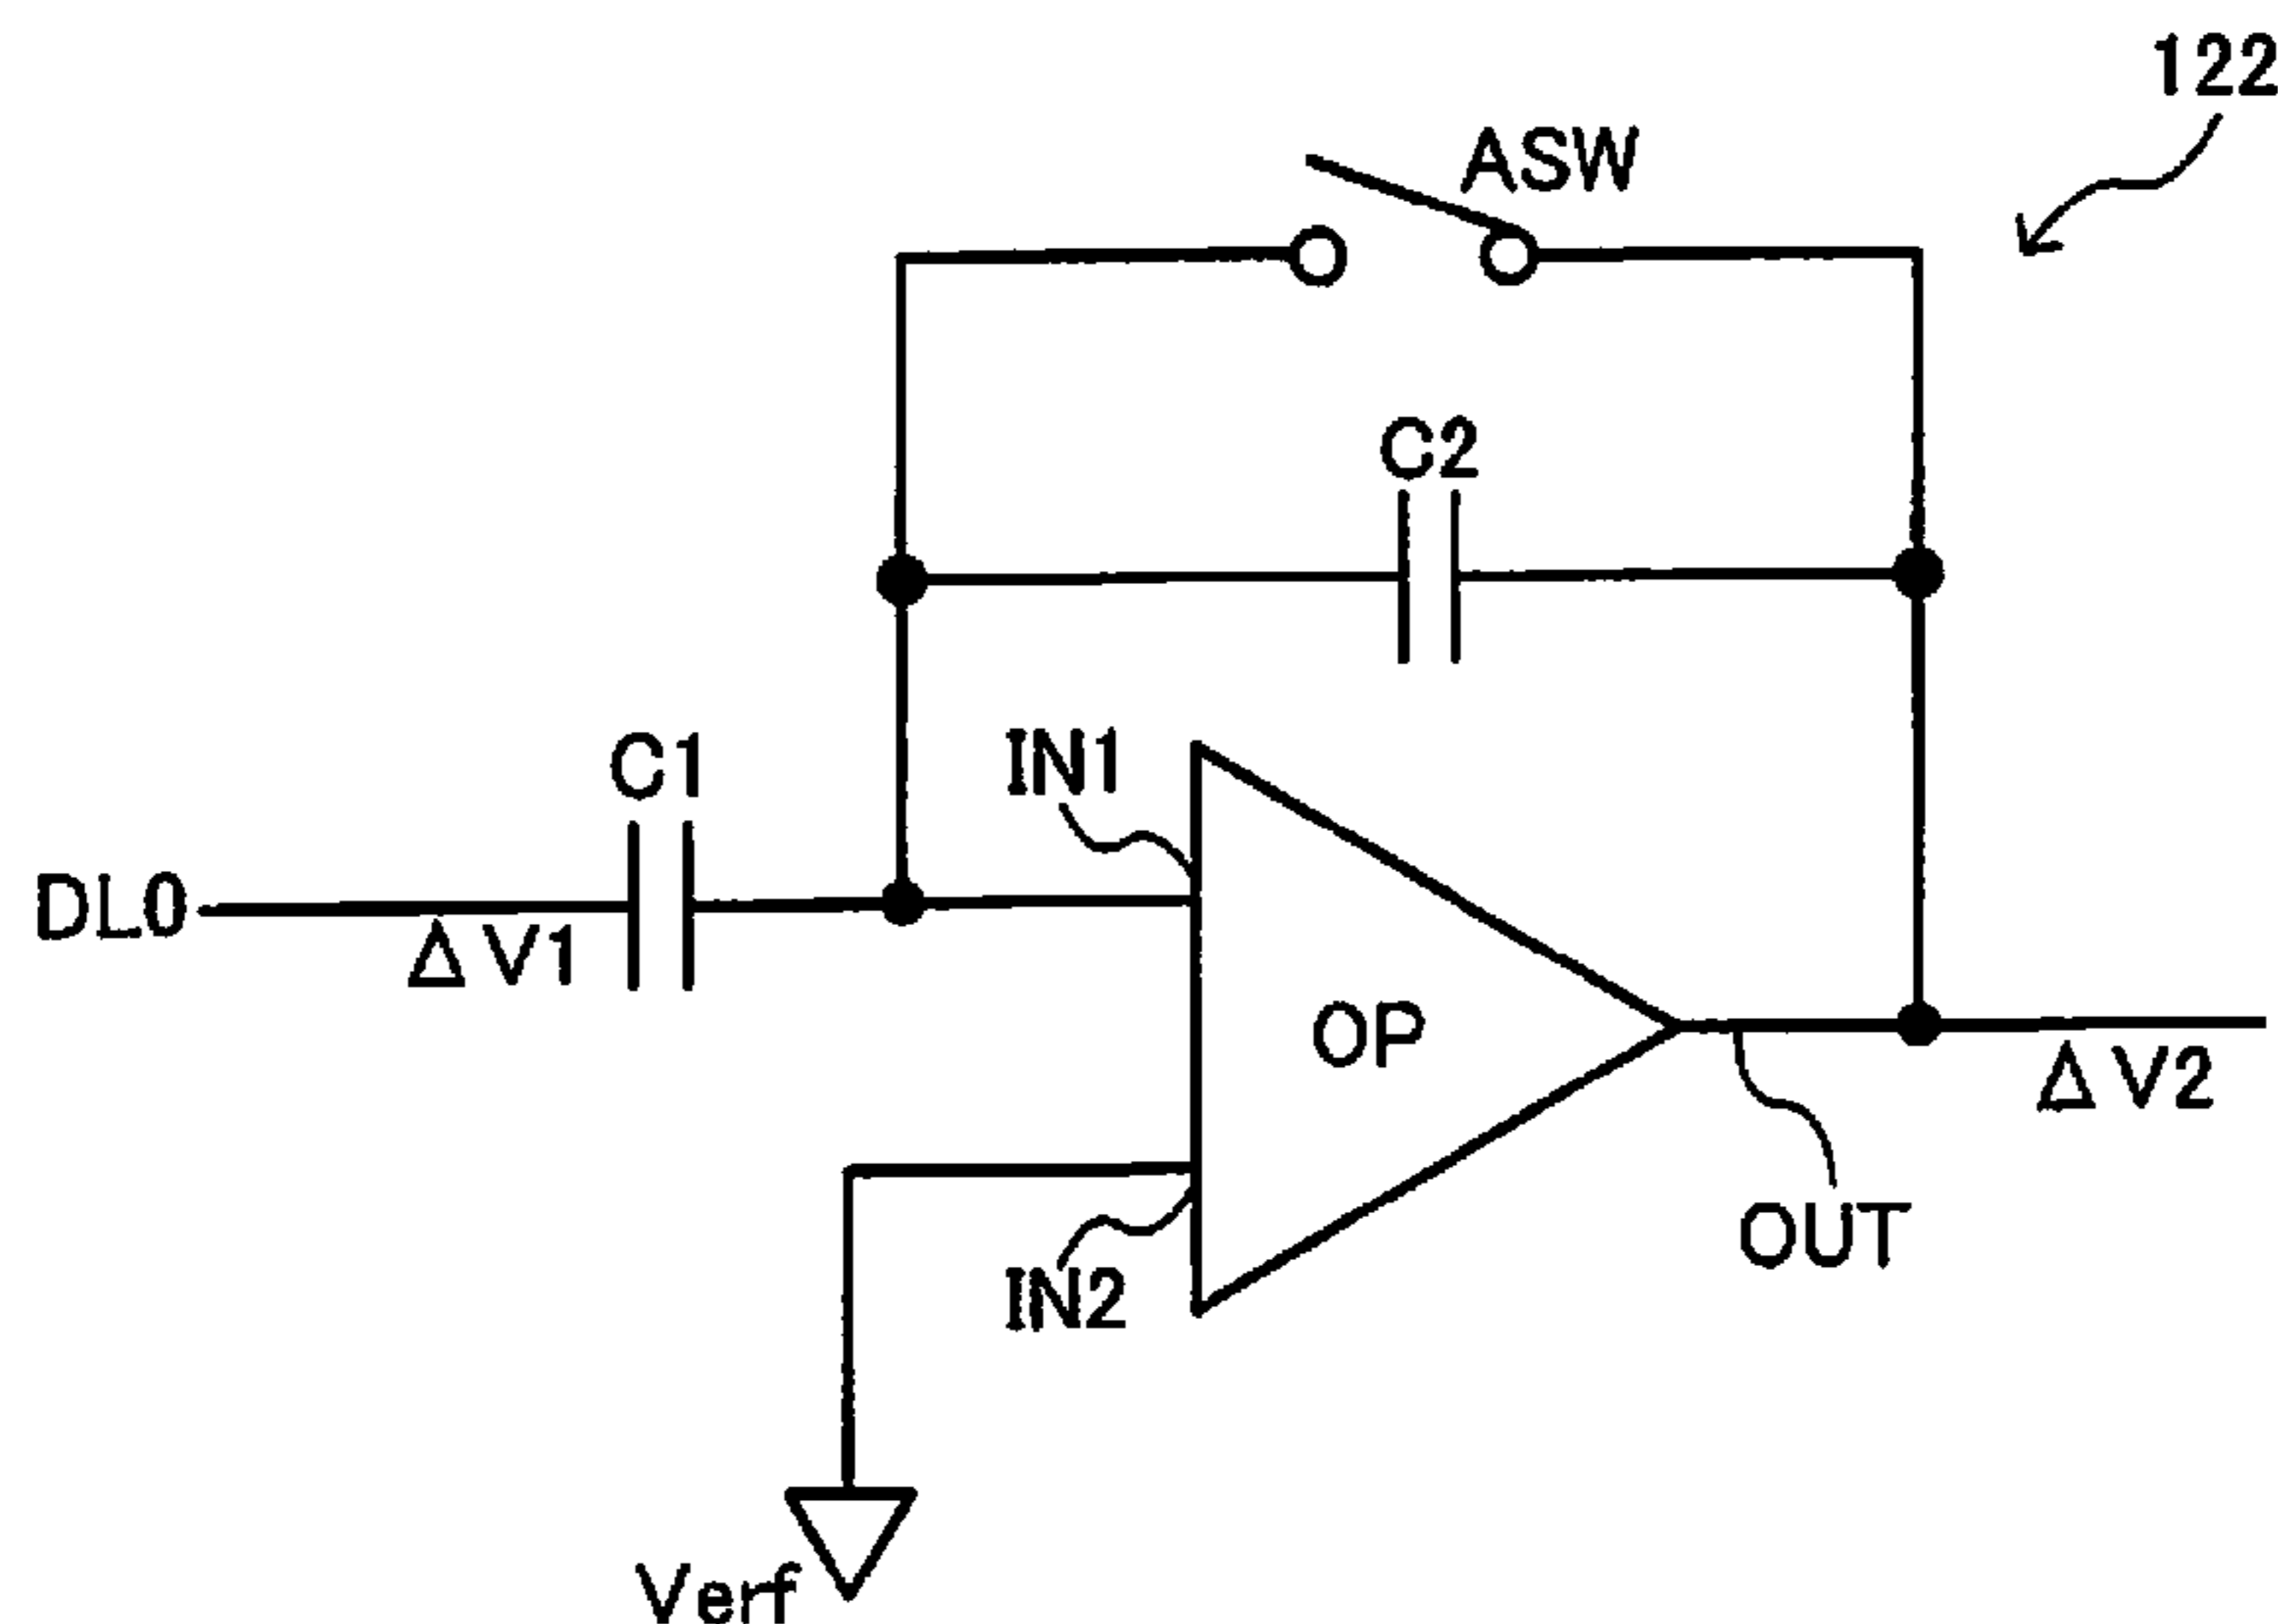 122
ASW
C2
C1
IN1
DL0
ΔV1
OP
ΔV2
OUT
IN2
Verf